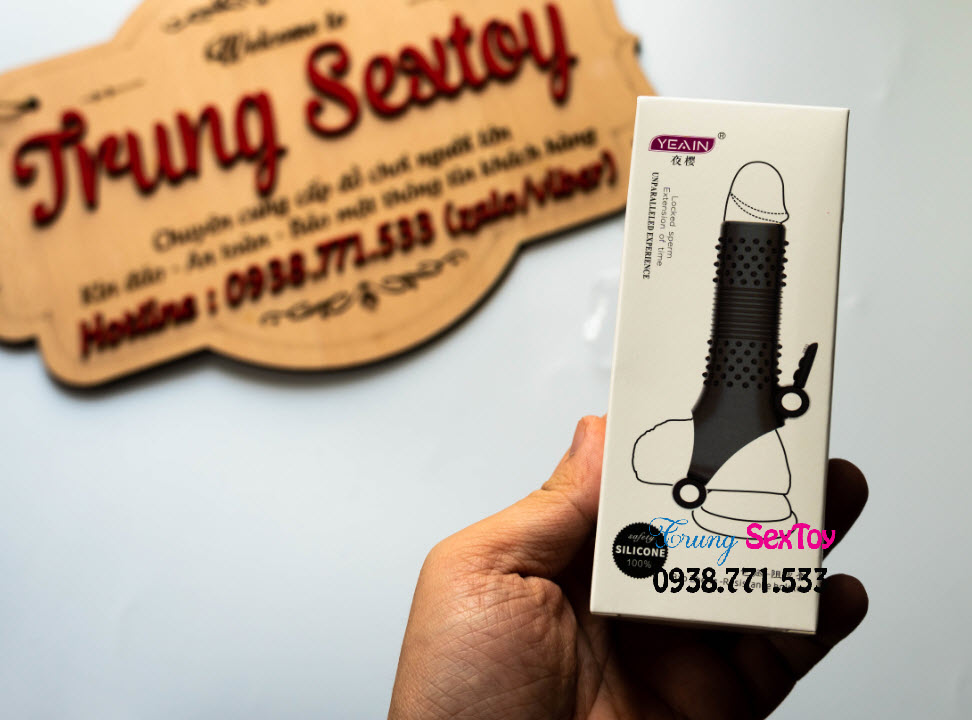 Welcome to
Trung Sextoy
Chuyên cung cấp đồ chơi người lớn
Kín đáo - An toàn - Bảo mật thông tin khách hàng
Hotline : 0938.771.533 (zalo/viber)
YEAIN®
夜樱
Locked sperm
Extension of time
UNPARALLELED EXPERIENCE
safety
SILICONE
100%
Trung SexToy
0938.771.533